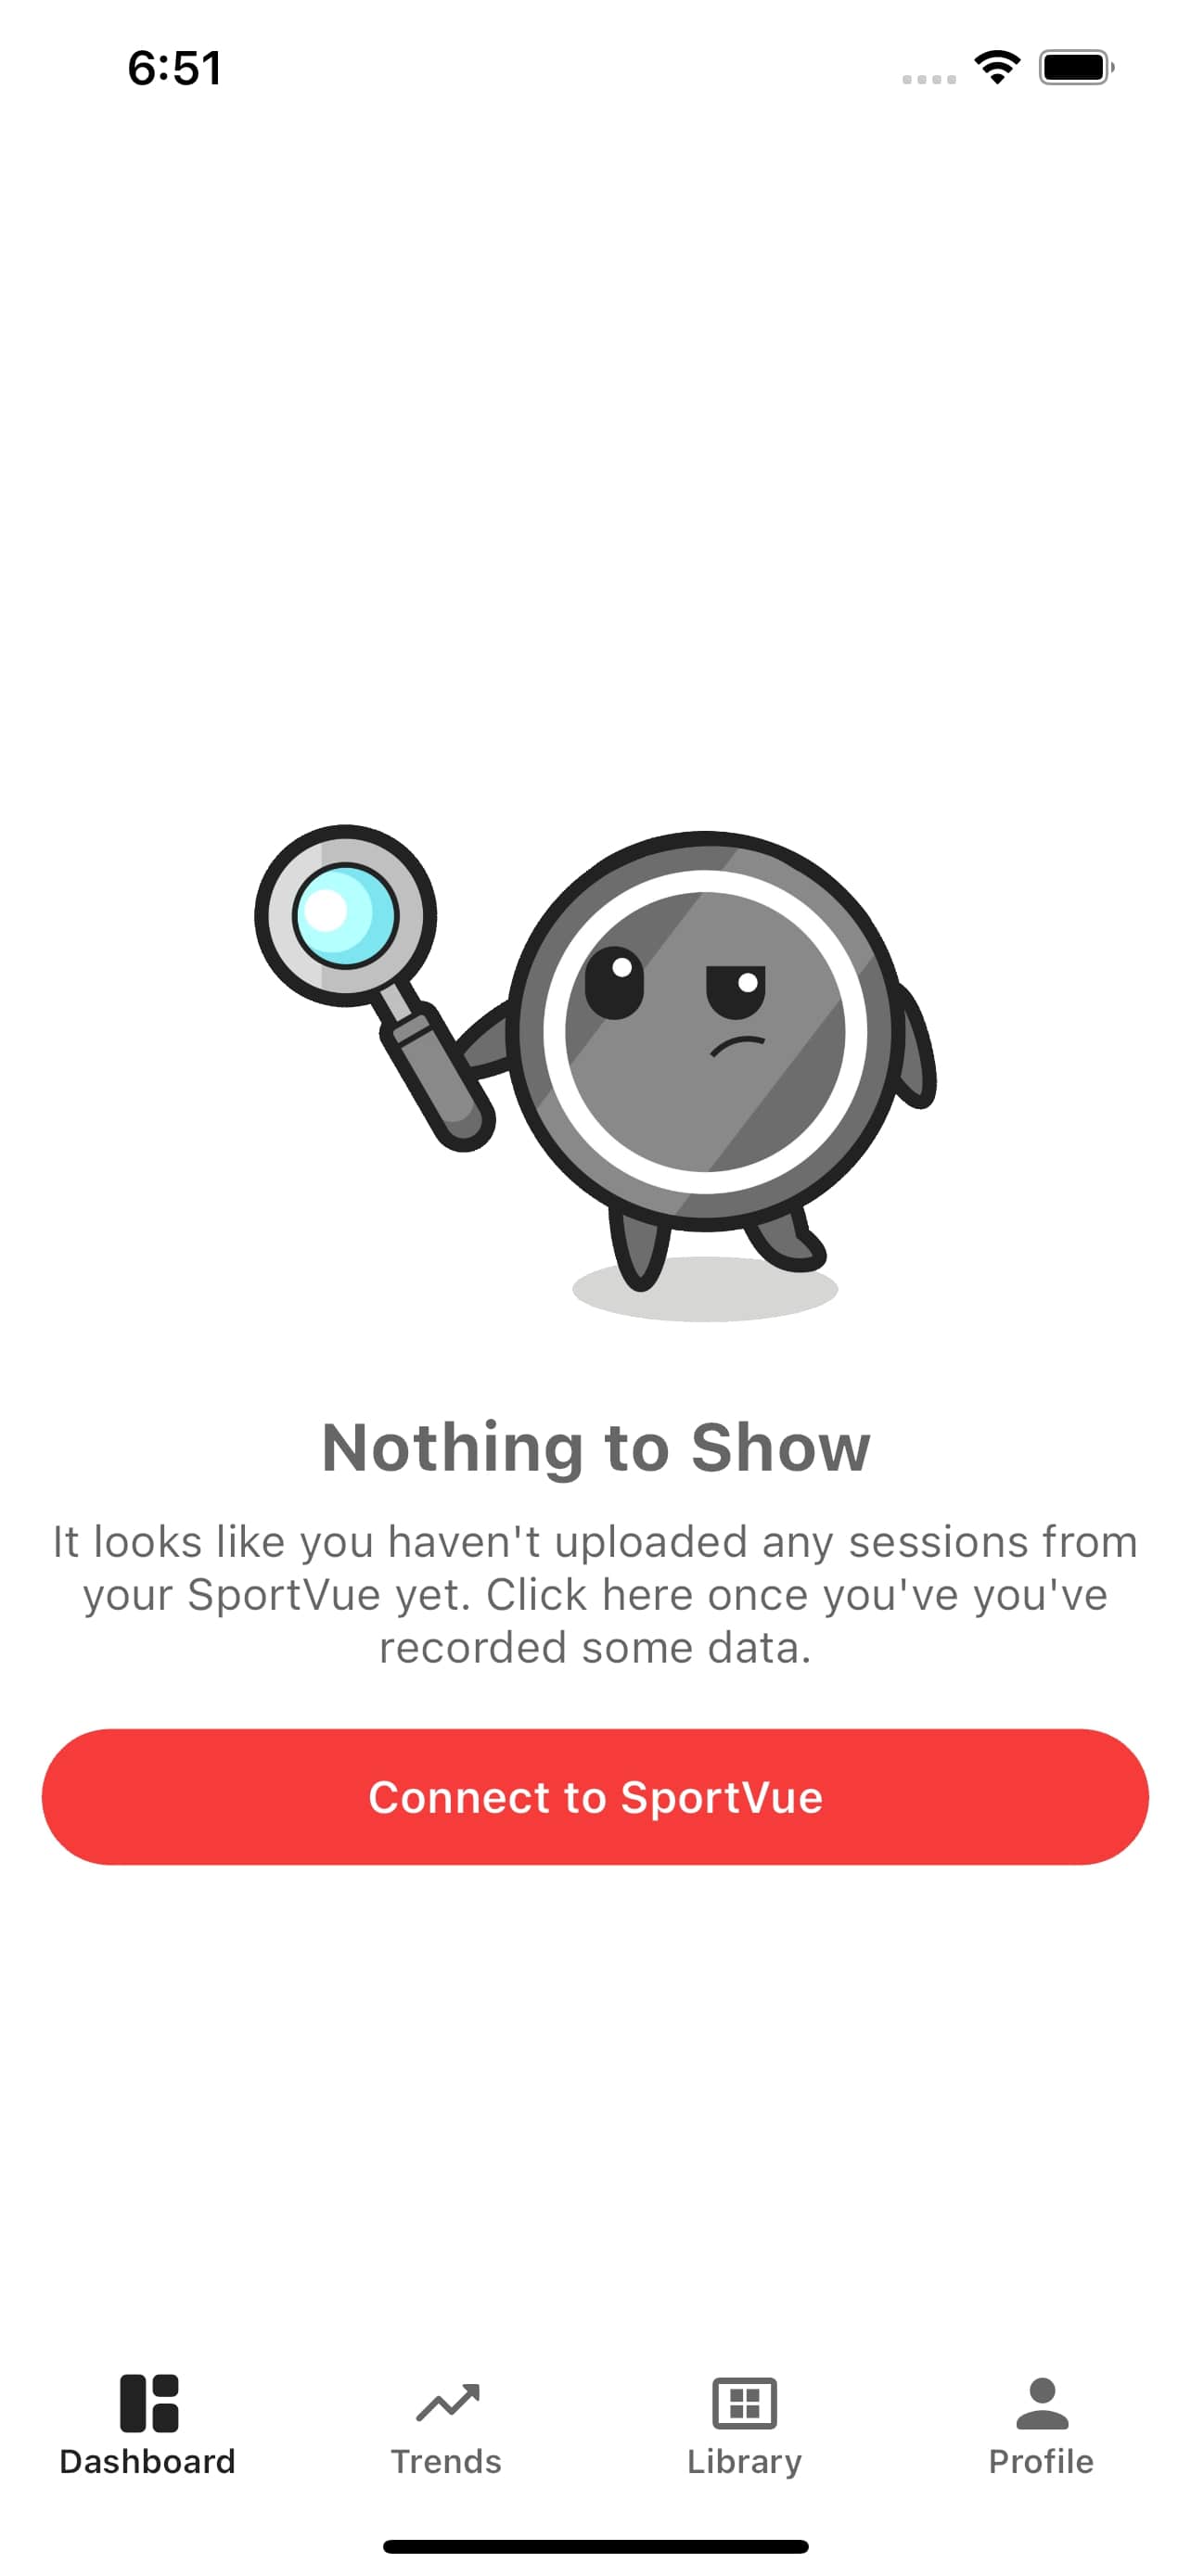 6:51
Nothing to Show
It looks like you haven't uploaded any sessions from
your SportVue yet. Click here once you've you've
recorded some data.
Connect to SportVue
Dashboard
Trends
Library
Profile